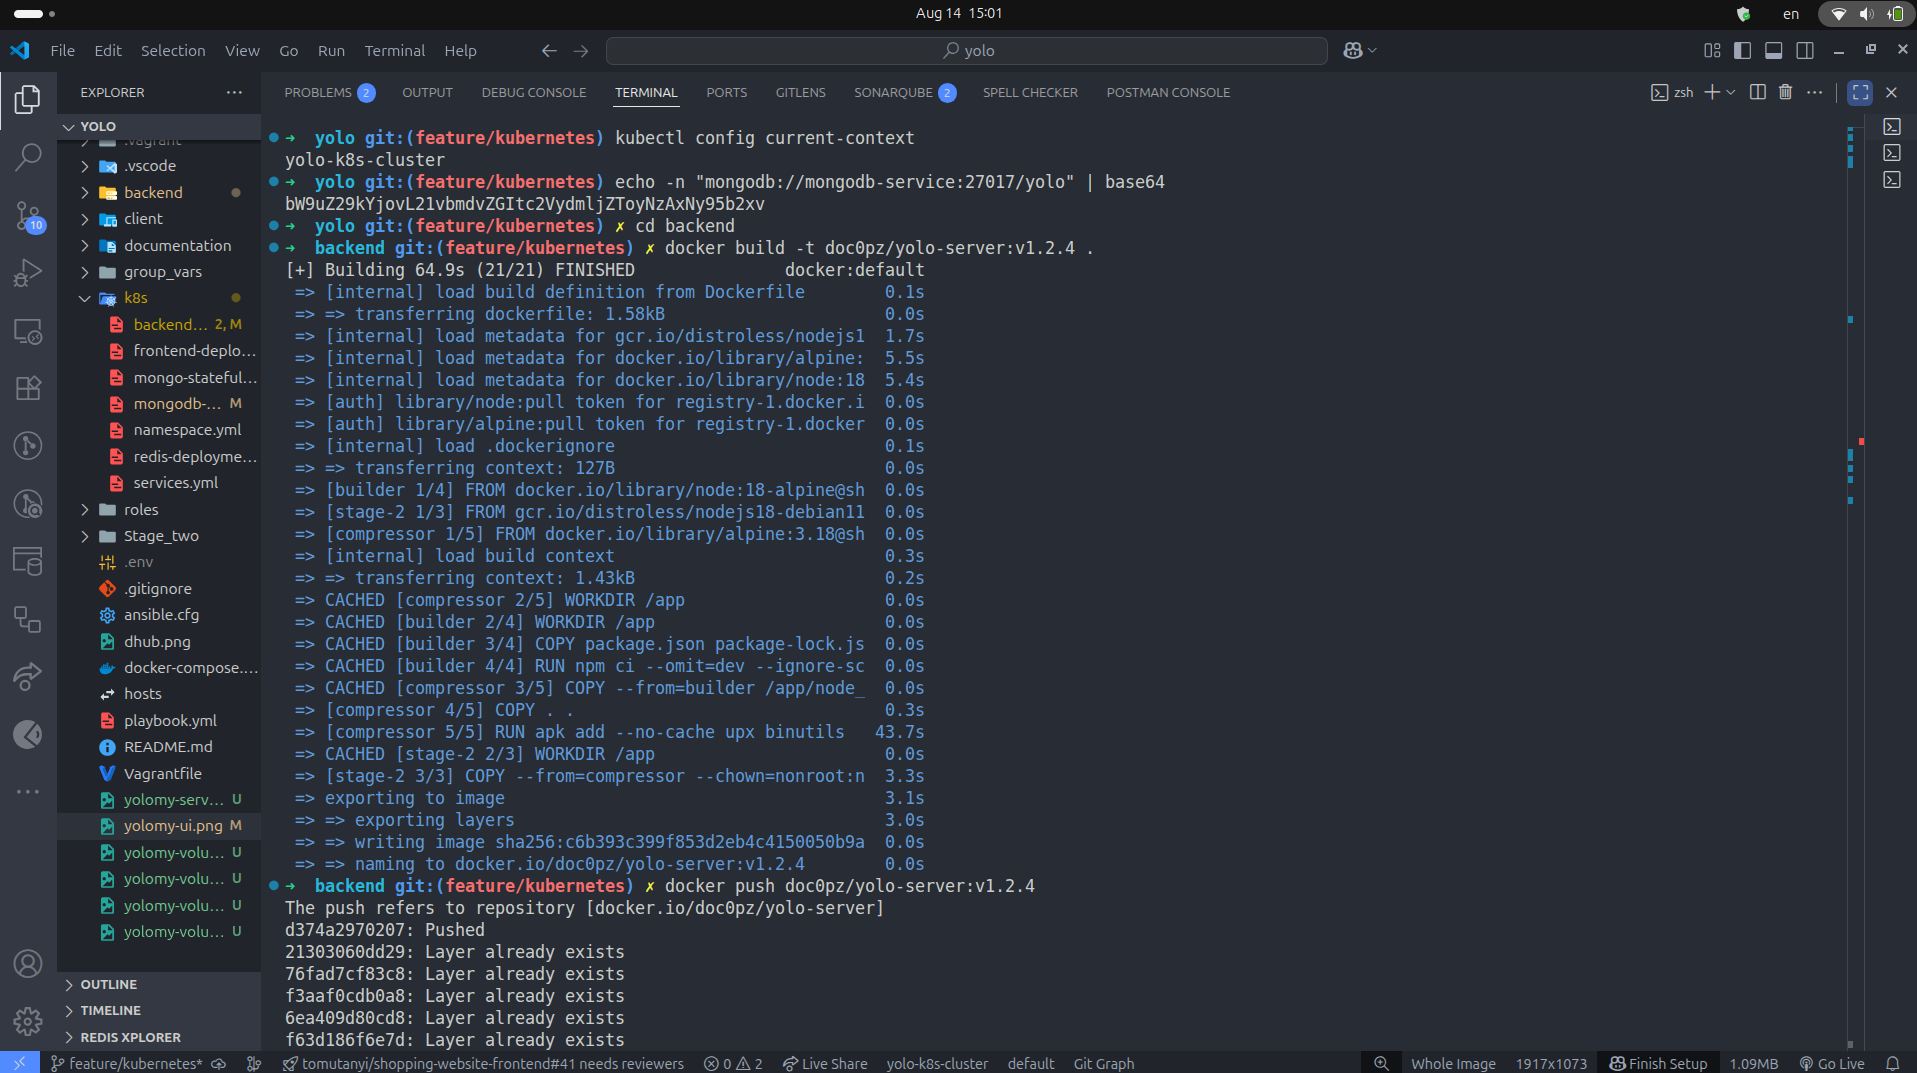 Aug 14 15:01
en
File Edit Selection View Go Run Terminal Help
yolo
EXPLORER
PROBLEMS 2 OUTPUT DEBUG CONSOLE TERMINAL PORTS GITLENS SONARQUBE 2 SPELL CHECKER POSTMAN CONSOLE
zsh
YOLO
.vagrant
.vscode
backend
client
documentation
group_vars
k8s
backend... 2, M
frontend-deplo...
mongo-stateful...
mongodb-... M
namespace.yml
redis-deployme...
services.yml
roles
Stage_two
.env
.gitignore
ansible.cfg
dhub.png
docker-compose....
hosts
playbook.yml
README.md
Vagrantfile
yolomy-serv... U
yolomy-ui.png M
yolomy-volu... U
yolomy-volu... U
yolomy-volu... U
yolomy-volu... U
OUTLINE
TIMELINE
REDIS XPLORER
10
➜ yolo git:(feature/kubernetes) kubectl config current-context
yolo-k8s-cluster
➜ yolo git:(feature/kubernetes) echo -n "mongodb://mongodb-service:27017/yolo" | base64
bW9uZ29kYjovL21vbmdvZGItc2VydmljZToyNzAxNy95b2xv
➜ yolo git:(feature/kubernetes) ✗ cd backend
➜ backend git:(feature/kubernetes) ✗ docker build -t doc0pz/yolo-server:v1.2.4 .
[+] Building 64.9s (21/21) FINISHED docker:default
=> [internal] load build definition from Dockerfile 0.1s
=> => transferring dockerfile: 1.58kB 0.0s
=> [internal] load metadata for gcr.io/distroless/nodejs1 1.7s
=> [internal] load metadata for docker.io/library/alpine: 5.5s
=> [internal] load metadata for docker.io/library/node:18 5.4s
=> [auth] library/node:pull token for registry-1.docker.i 0.0s
=> [auth] library/alpine:pull token for registry-1.docker 0.0s
=> [internal] load .dockerignore 0.1s
=> => transferring context: 127B 0.0s
=> [builder 1/4] FROM docker.io/library/node:18-alpine@sh 0.0s
=> [stage-2 1/3] FROM gcr.io/distroless/nodejs18-debian11 0.0s
=> [compressor 1/5] FROM docker.io/library/alpine:3.18@sh 0.0s
=> [internal] load build context 0.3s
=> => transferring context: 1.43kB 0.2s
=> CACHED [compressor 2/5] WORKDIR /app 0.0s
=> CACHED [builder 2/4] WORKDIR /app 0.0s
=> CACHED [builder 3/4] COPY package.json package-lock.js 0.0s
=> CACHED [builder 4/4] RUN npm ci --omit=dev --ignore-sc 0.0s
=> CACHED [compressor 3/5] COPY --from=builder /app/node_ 0.0s
=> [compressor 4/5] COPY . . 0.3s
=> [compressor 5/5] RUN apk add --no-cache upx binutils 43.7s
=> CACHED [stage-2 2/3] WORKDIR /app 0.0s
=> [stage-2 3/3] COPY --from=compressor --chown=nonroot:n 3.3s
=> exporting to image 3.1s
=> => exporting layers 3.0s
=> => writing image sha256:c6b393c399f853d2eb4c4150050b9a 0.0s
=> => naming to docker.io/doc0pz/yolo-server:v1.2.4 0.0s
➜ backend git:(feature/kubernetes) ✗ docker push doc0pz/yolo-server:v1.2.4
The push refers to repository [docker.io/doc0pz/yolo-server]
d374a2970207: Pushed
21303060dd29: Layer already exists
76fad7cf83c8: Layer already exists
f3aaf0cdb0a8: Layer already exists
6ea409d80cd8: Layer already exists
f63d186f6e7d: Layer already exists
feature/kubernetes* tomutanyi/shopping-website-frontend#41 needs reviewers 0 2 Live Share yolo-k8s-cluster default Git Graph Whole Image 1917x1073 Finish Setup 1.09MB Go Live